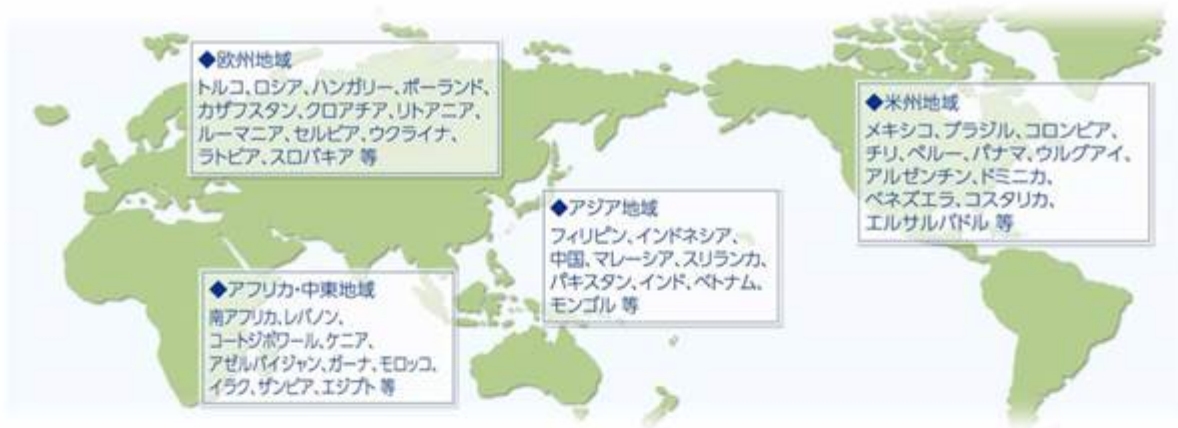 ◆欧州地域
トルコ、ロシア、ハンガリー、ポーランド、
カザフスタン、クロアチア、リトアニア、
ルーマニア、セルビア、ウクライナ、
ラトビア、スロバキア 等
◆米州地域
メキシコ、ブラジル、コロンビア、
チリ、ペルー、パナマ、ウルグアイ、
アルゼンチン、ドミニカ、
ベネズエラ、コスタリカ、
エルサルバドル 等
◆アジア地域
フィリピン、インドネシア、
中国、マレーシア、スリランカ、
パキスタン、インド、ベトナム、
モンゴル 等
◆アフリカ・中東地域
南アフリカ、レバノン、
コートジボワール、ケニア、
アゼルバイジャン、ガーナ、モロッコ、
イラク、ザンビア、エジプト 等